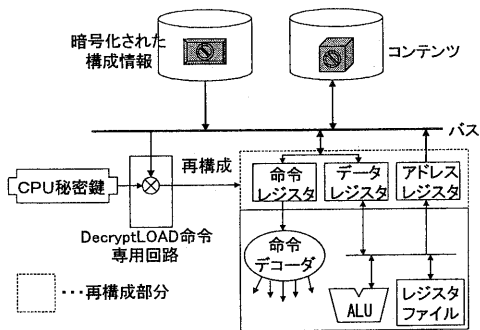 暗号化された
構成情報
コンテンツ
バス
再構成
CPU秘密鍵
DecryptLOAD命令
専用回路
命令
レジスタ
データ
レジスタ
アドレス
レジスタ
命令
デコーダ
ALU
レジスタ
ファイル
・・・再構成部分